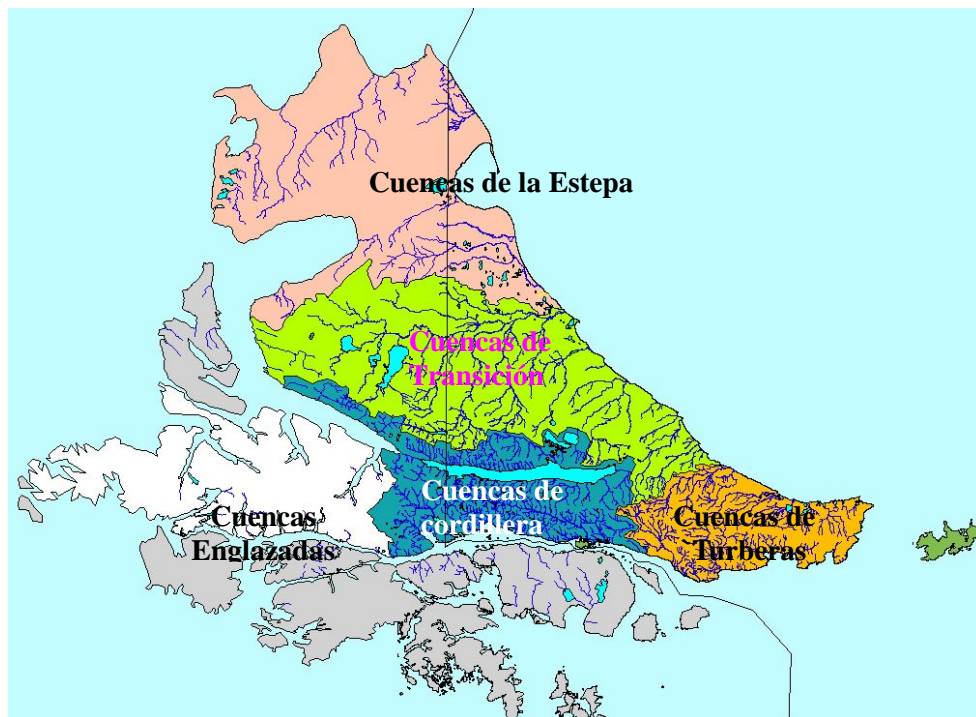 Cuencas de la Estepa
Cuencas de
Transición
Cuencas de
cordillera
Cuencas
Englazadas
Cuencas de
Turberas